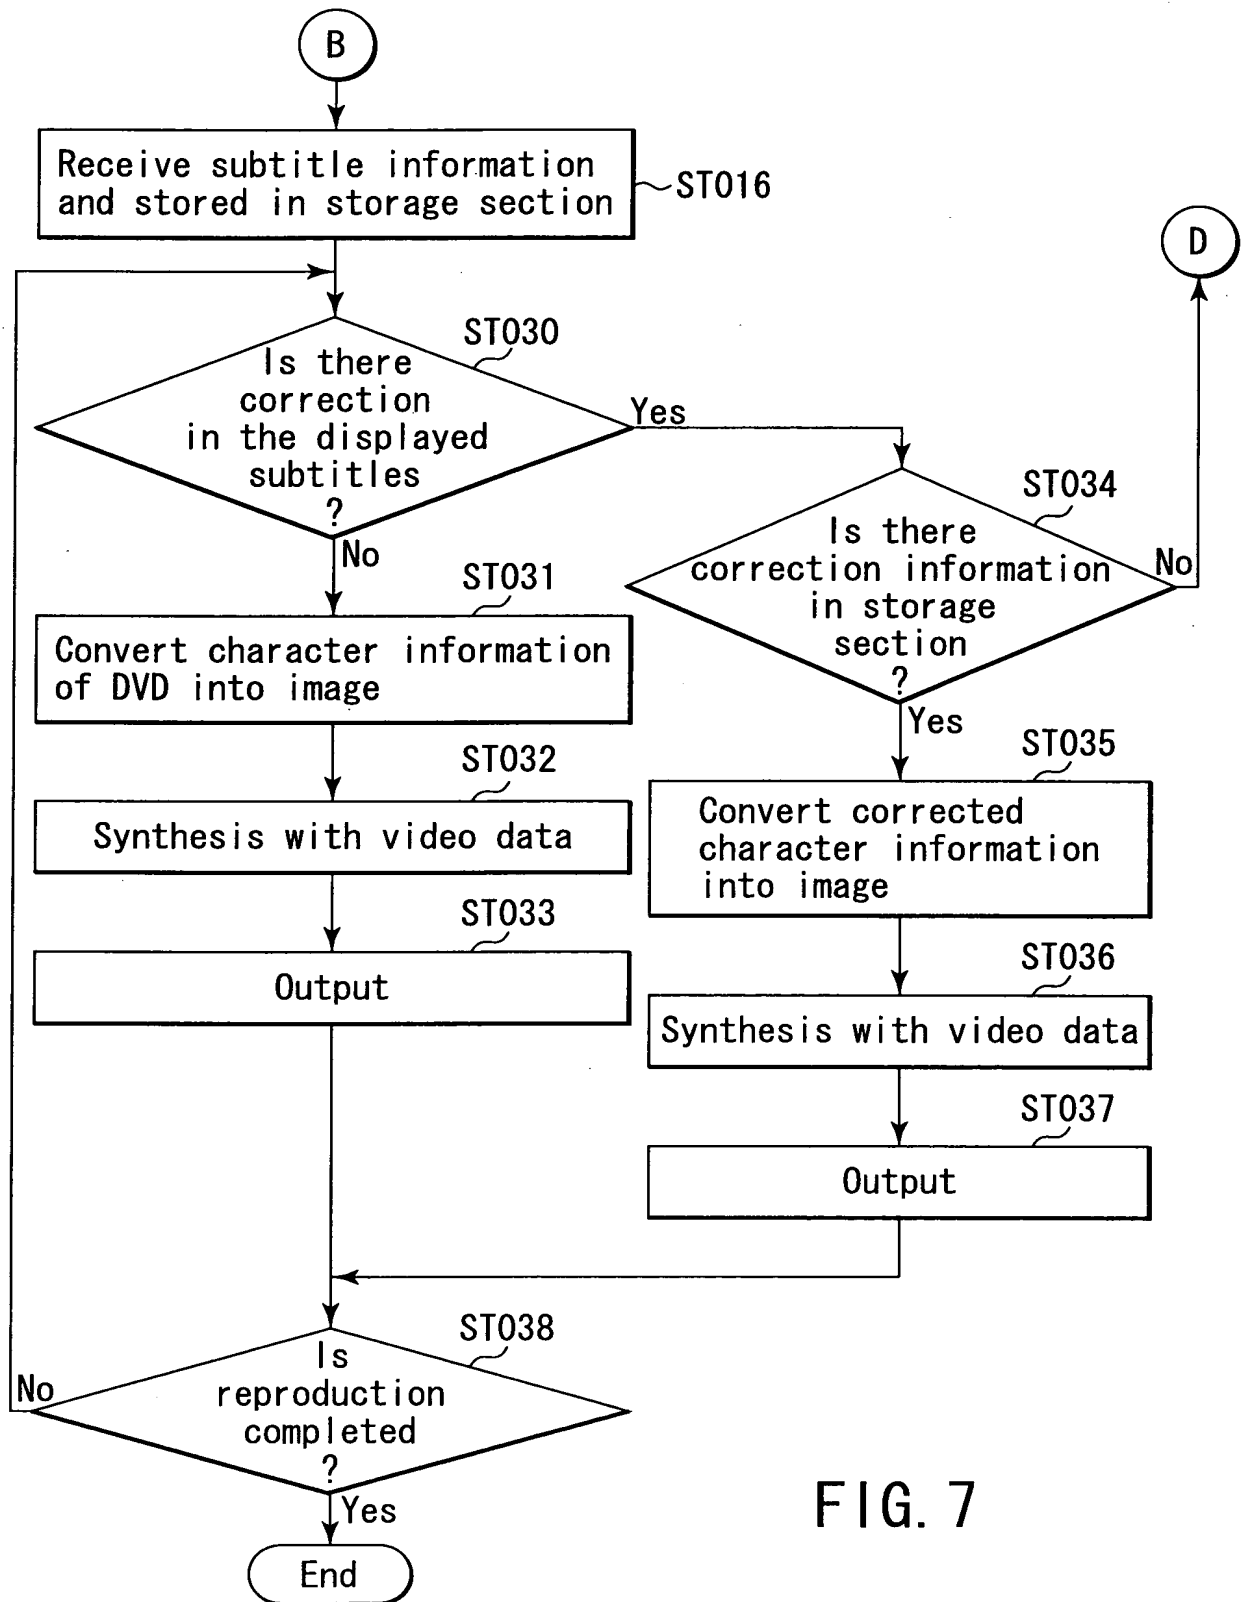 B
Receive subtitle information
and stored in storage section
ST016
D
ST030
Is there
correction
in the displayed
subtitles
?
Yes
No
ST034
Is there
correction information
in storage
section
?
No
Yes
ST031
Convert character information
of DVD into image
ST032
Synthesis with video data
ST033
Output
ST035
Convert corrected
character information
into image
ST036
Synthesis with video data
ST037
Output
ST038
Is
reproduction
completed
?
No
Yes
End
FIG. 7